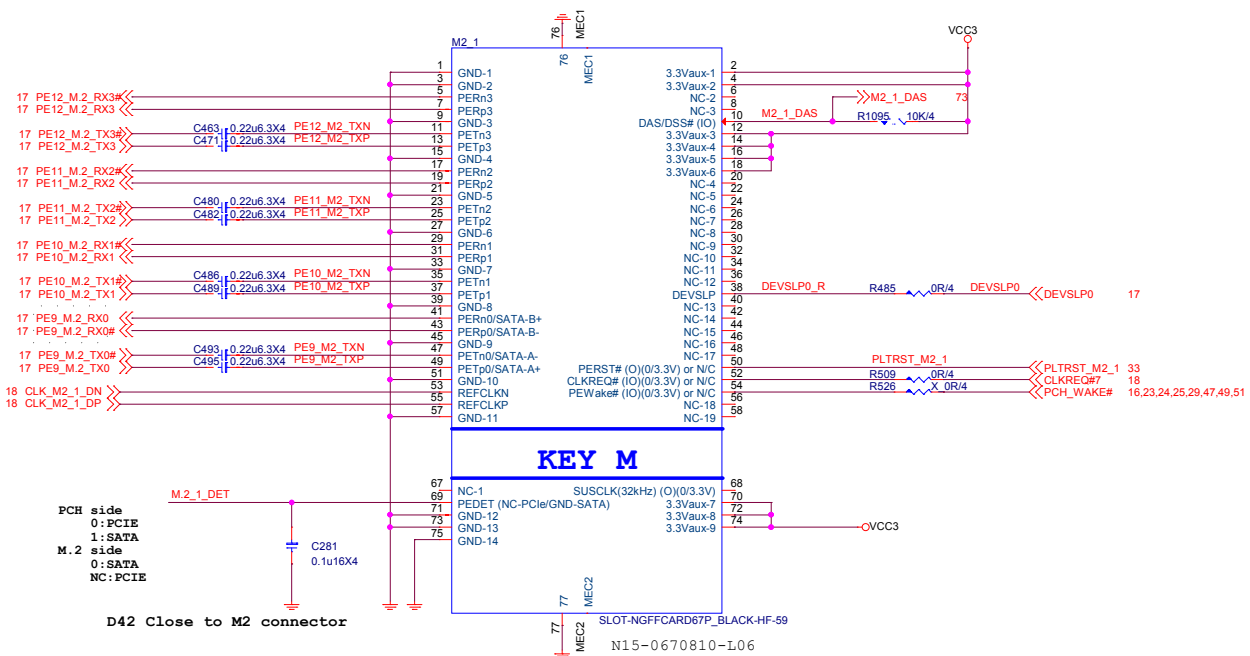 76
MEC1
M2_1
VCC3
76
MEC1
1 GND-1 3.3Vaux-1 2
3 GND-2 3.3Vaux-2 4
17 PE12_M.2_RX3# 5 PERn3 NC-2 6 M2_1_DAS 73
17 PE12_M.2_RX3 7 PERp3 NC-3 8
9 GND-3 DAS/DSS# (IO) 10 M2_1_DAS R1095 10K/4
17 PE12_M.2_TX3# C463 0.22u6.3X4 PE12_M2_TXN 11 PETn3 3.3Vaux-3 12
17 PE12_M.2_TX3 C471 0.22u6.3X4 PE12_M2_TXP 13 PETp3 3.3Vaux-4 14
15 GND-4 3.3Vaux-5 16
17 PE11_M.2_RX2# 17 PERn2 3.3Vaux-6 18
17 PE11_M.2_RX2 19 PERp2 NC-4 20
21 GND-5 NC-5 22
17 PE11_M.2_TX2# C480 0.22u6.3X4 PE11_M2_TXN 23 PETn2 NC-6 24
17 PE11_M.2_TX2 C482 0.22u6.3X4 PE11_M2_TXP 25 PETp2 NC-7 26
27 GND-6 NC-8 28
17 PE10_M.2_RX1# 29 PERn1 NC-9 30
17 PE10_M.2_RX1 31 PERp1 NC-10 32
33 GND-7 NC-11 34
17 PE10_M.2_TX1# C486 0.22u6.3X4 PE10_M2_TXN 35 PETn1 NC-12 36
17 PE10_M.2_TX1 C489 0.22u6.3X4 PE10_M2_TXP 37 PETp1 DEVSLP 38 DEVSLP0_R R485 0R/4 DEVSLP0 DEVSLP0 17
39 GND-8 NC-13 40
17 PE9_M.2_RX0 41 PERn0/SATA-B+ NC-14 42
17 PE9_M.2_RX0# 43 PERp0/SATA-B- NC-15 44
45 GND-9 NC-16 46
17 PE9_M.2_TX0# C493 0.22u6.3X4 PE9_M2_TXN 47 PETn0/SATA-A- NC-17 48
17 PE9_M.2_TX0 C495 0.22u6.3X4 PE9_M2_TXP 49 PETp0/SATA-A+ PERST# (O)(0/3.3V) or N/C 50 PLTRST_M2_1 PLTRST_M2_1 33
51 GND-10 CLKREQ# (IO)(0/3.3V) or N/C 52 R509 0R/4 CLKREQ#7 18
18 CLK_M2_1_DN 53 REFCLKN PEWake# (IO)(0/3.3V) or N/C 54 R526 X_0R/4 PCH_WAKE# 16,23,24,25,29,47,49,51
18 CLK_M2_1_DP 55 REFCLKP NC-18 56
57 GND-11 NC-19 58
KEY M
67 NC-1 SUSCLK(32kHz) (O)(0/3.3V) 68
M.2_1_DET 69 PEDET (NC-PCIe/GND-SATA) 3.3Vaux-7 70
71 GND-12 3.3Vaux-8 72
73 GND-13 3.3Vaux-9 74 VCC3
75 GND-14
PCH side
0:PCIE
1:SATA
M.2 side
0:SATA
NC:PCIE
C281
0.1u16X4
D42 Close to M2 connector
77
MEC2
77
MEC2
SLOT-NGFFCARD67P_BLACK-HF-59
N15-0670810-L06